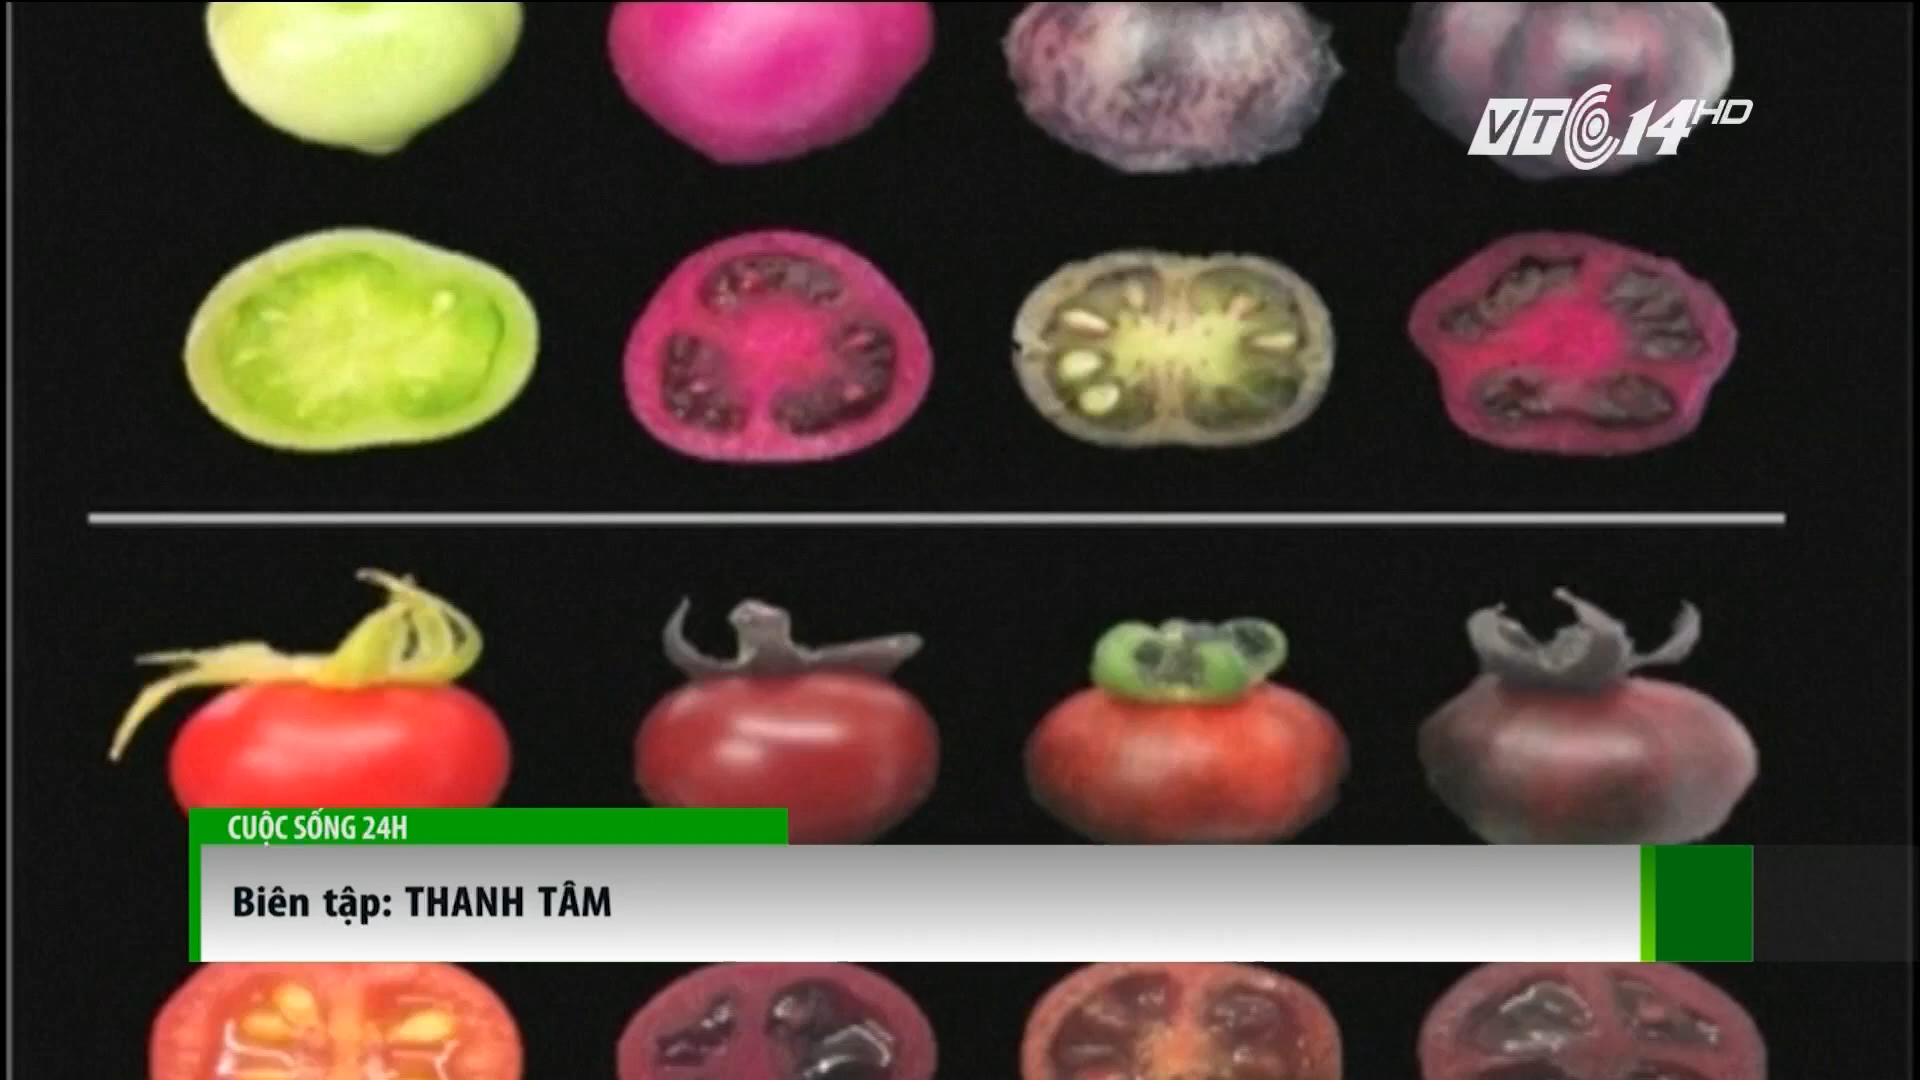 VTC14HD
CUỘC SỐNG 24H
Biên tập: THANH TÂM